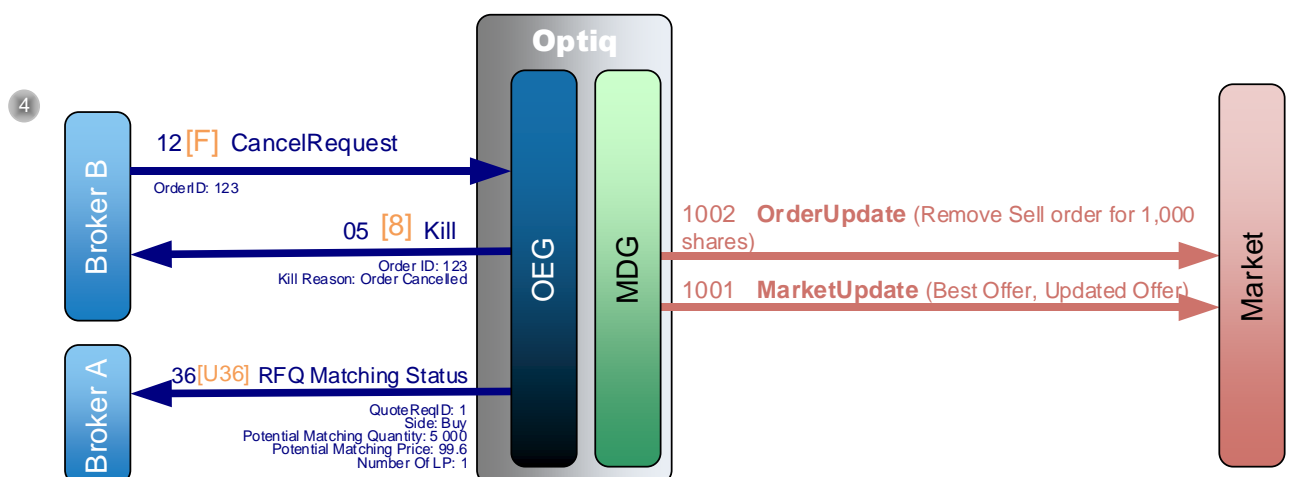 Optiq
4
Broker B
12 [F] CancelRequest
OrderID: 123
05 [8] Kill
Order ID: 123
Kill Reason: Order Cancelled
OEG
MDG
1002 OrderUpdate (Remove Sell order for 1,000
shares)
1001 MarketUpdate (Best Offer, Updated Offer)
Market
Broker A
36[U36] RFQ Matching Status
QuoteReqID: 1
Side: Buy
Potential Matching Quantity: 5 000
Potential Matching Price: 99.6
Number Of LP: 1